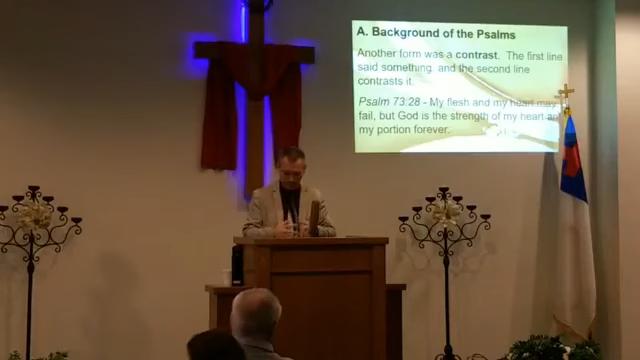 A. Background of the Psalms
Another form was a contrast. The first line
said something, and the second line
contrasts it.
Psalm 73:28 - My flesh and my heart may
fail, but God is the strength of my heart an
my portion forever.